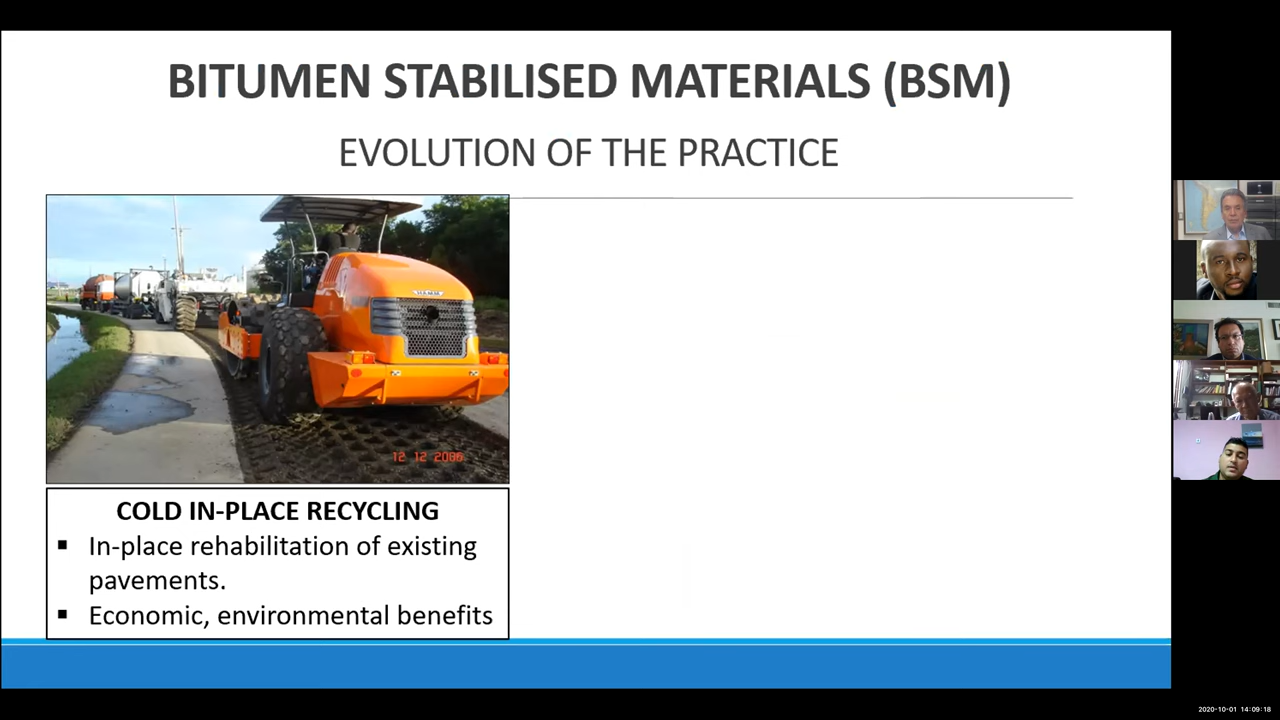 BITUMEN STABILISED MATERIALS (BSM)
EVOLUTION OF THE PRACTICE
HAMM
12 12 2006
COLD IN-PLACE RECYCLING
▪ In-place rehabilitation of existing
pavements.
▪ Economic, environmental benefits
2020-10-01 14:09:18